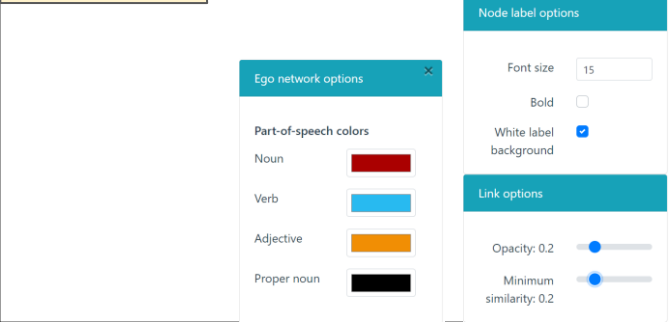 Node label options
Font size 15
Bold
White label
background
Link options
Opacity: 0.2
Minimum
similarity: 0.2
Ego network options ×
Part-of-speech colors
Noun
Verb
Adjective
Proper noun